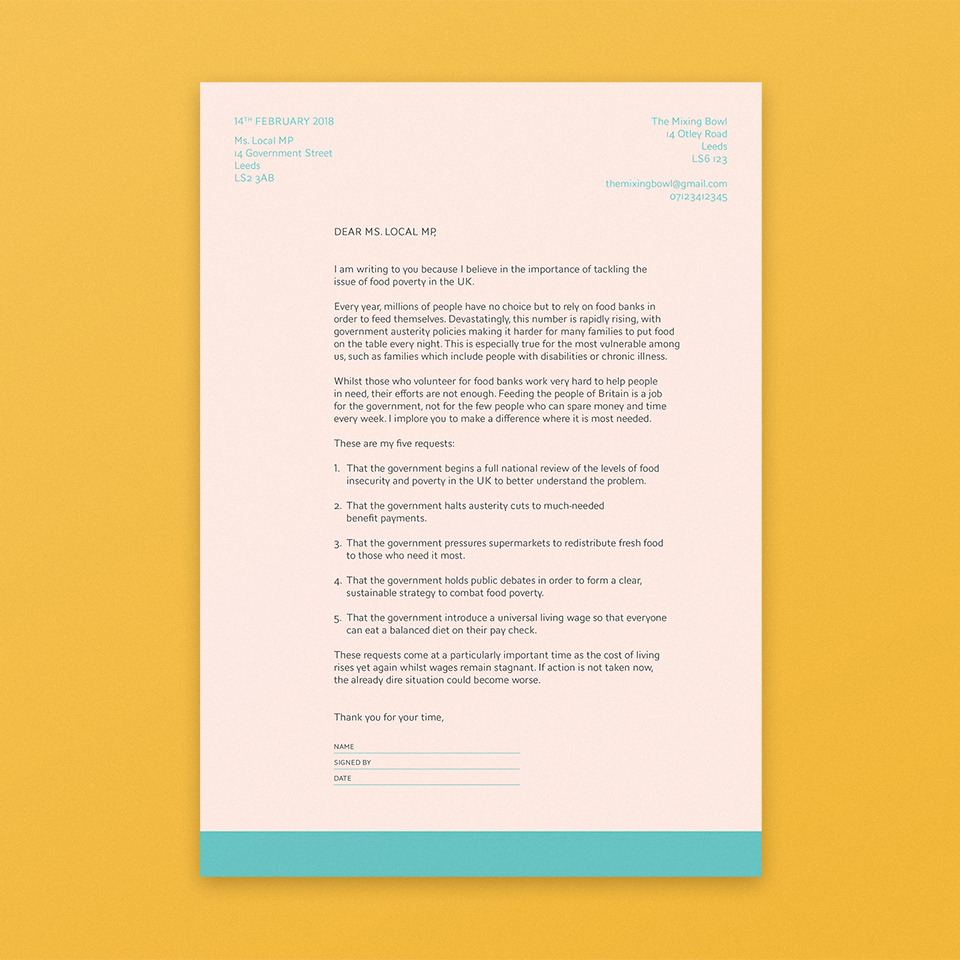 14TH FEBRUARY 2018
Ms. Local MP
14 Government Street
Leeds
LS2 3AB
The Mixing Bowl
14 Otley Road
Leeds
LS6 123
themixingbowl@gmail.com
07123412345
DEAR MS. LOCAL MP,
I am writing to you because I believe in the importance of tackling the
issue of food poverty in the UK.
Every year, millions of people have no choice but to rely on food banks in
order to feed themselves. Devastatingly, this number is rapidly rising, with
government austerity policies making it harder for many families to put food
on the table every night. This is especially true for the most vulnerable among
us, such as families which include people with disabilities or chronic illness.
Whilst those who volunteer for food banks work very hard to help people
in need, their efforts are not enough. Feeding the people of Britain is a job
for the government, not for the few people who can spare money and time
every week. I implore you to make a difference where it is most needed.
These are my five requests:
1. That the government begins a full national review of the levels of food
insecurity and poverty in the UK to better understand the problem.
2. That the government halts austerity cuts to much-needed
benefit payments.
3. That the government pressures supermarkets to redistribute fresh food
to those who need it most.
4. That the government holds public debates in order to form a clear,
sustainable strategy to combat food poverty.
5. That the government introduce a universal living wage so that everyone
can eat a balanced diet on their pay check.
These requests come at a particularly important time as the cost of living
rises yet again whilst wages remain stagnant. If action is not taken now,
the already dire situation could become worse.
Thank you for your time,
NAME
SIGNED BY
DATE